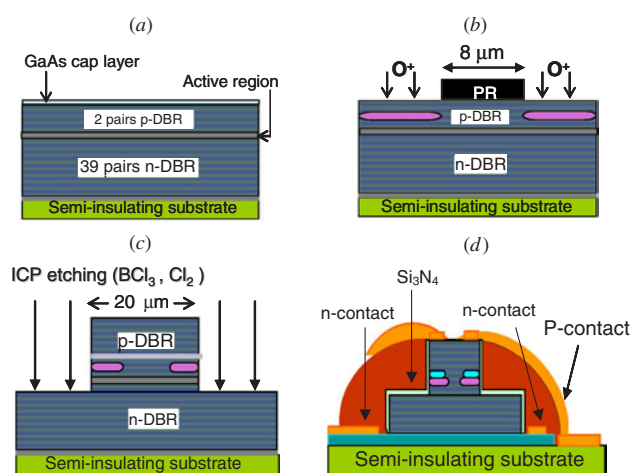 (a)
GaAs cap layer
Active region
2 pairs p-DBR
39 pairs n-DBR
Semi-insulating substrate
(b)
8 μm
O+ PR O+
p-DBR
n-DBR
Semi-insulating substrate
(c)
ICP etching (BCl₃ , Cl₂ )
20 μm
p-DBR
n-DBR
Semi-insulating substrate
(d)
Si₃N₄
n-contact n-contact
P-contact
Semi-insulating substrate